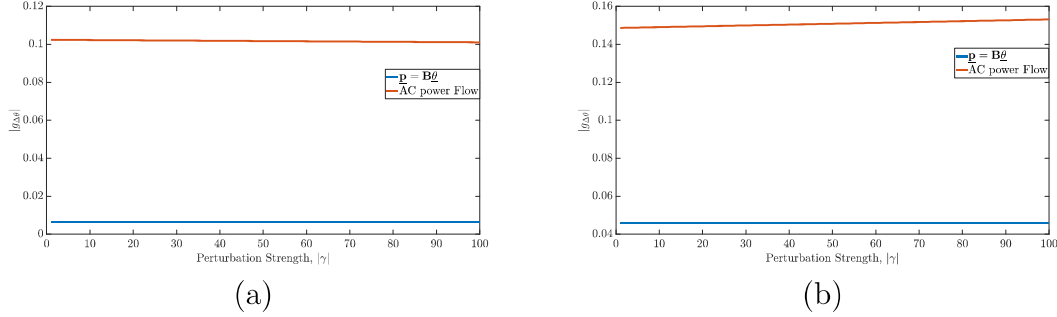 0.12
0.1
0.08
0.06
0.04
0.02
0
|g_{Δθ}|
p = Bθ
AC power Flow
0 10 20 30 40 50 60 70 80 90 100
Perturbation Strength, |γ|
(a)
0.16
0.14
0.12
0.1
0.08
0.06
0.04
|g_{Δθ}|
p = Bθ
AC power Flow
0 10 20 30 40 50 60 70 80 90 100
Perturbation Strength, |γ|
(b)